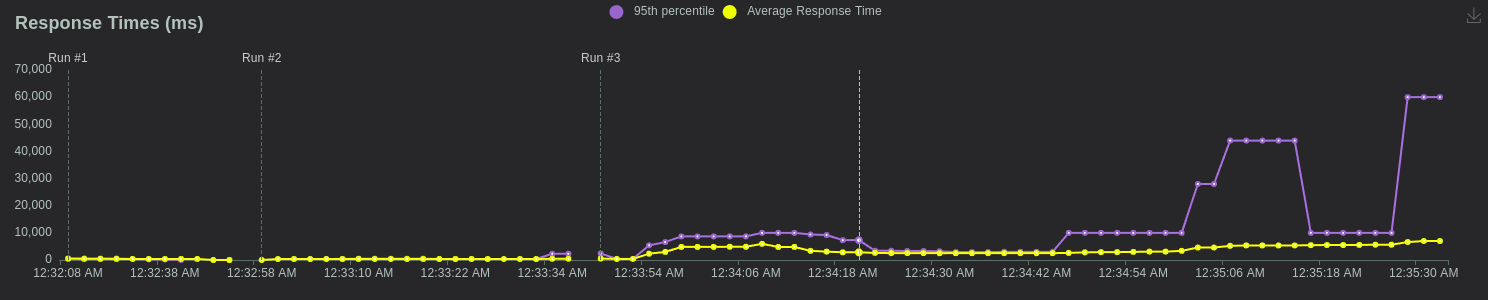 Response Times (ms)
95th percentile
Average Response Time
Run #1
Run #2
Run #3
70,000
60,000
50,000
40,000
30,000
20,000
10,000
0
12:32:08 AM
12:32:38 AM
12:32:58 AM
12:33:10 AM
12:33:22 AM
12:33:34 AM
12:33:54 AM
12:34:06 AM
12:34:18 AM
12:34:30 AM
12:34:42 AM
12:34:54 AM
12:35:06 AM
12:35:18 AM
12:35:30 AM